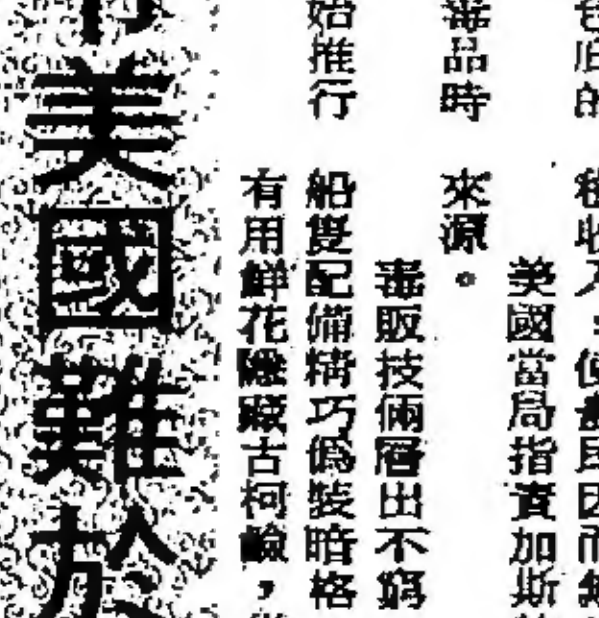 毒品時
始推行
美國當局指責加斯
來源。
毒販技倆層出不窮
船隻配備精巧偽裝暗格
有用鮮花隱藏古柯鹼，
美國難於